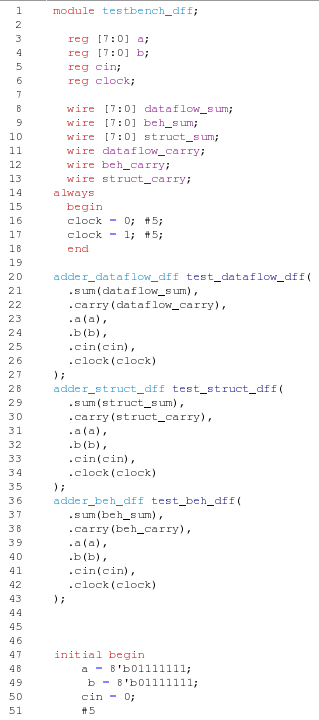 1 module testbench_dff;
2
3 reg [7:0] a;
4 reg [7:0] b;
5 reg cin;
6 reg clock;
7
8 wire [7:0] dataflow_sum;
9 wire [7:0] beh_sum;
10 wire [7:0] struct_sum;
11 wire dataflow_carry;
12 wire beh_carry;
13 wire struct_carry;
14 always
15 begin
16 clock = 0; #5;
17 clock = 1; #5;
18 end
19
20 adder_dataflow_dff test_dataflow_dff(
21 .sum(dataflow_sum),
22 .carry(dataflow_carry),
23 .a(a),
24 .b(b),
25 .cin(cin),
26 .clock(clock)
27 );
28 adder_struct_dff test_struct_dff(
29 .sum(struct_sum),
30 .carry(struct_carry),
31 .a(a),
32 .b(b),
33 .cin(cin),
34 .clock(clock)
35 );
36 adder_beh_dff test_beh_dff(
37 .sum(beh_sum),
38 .carry(beh_carry),
39 .a(a),
40 .b(b),
41 .cin(cin),
42 .clock(clock)
43 );
44
45
46
47 initial begin
48 a = 8'b01111111;
49 b = 8'b01111111;
50 cin = 0;
51 #5